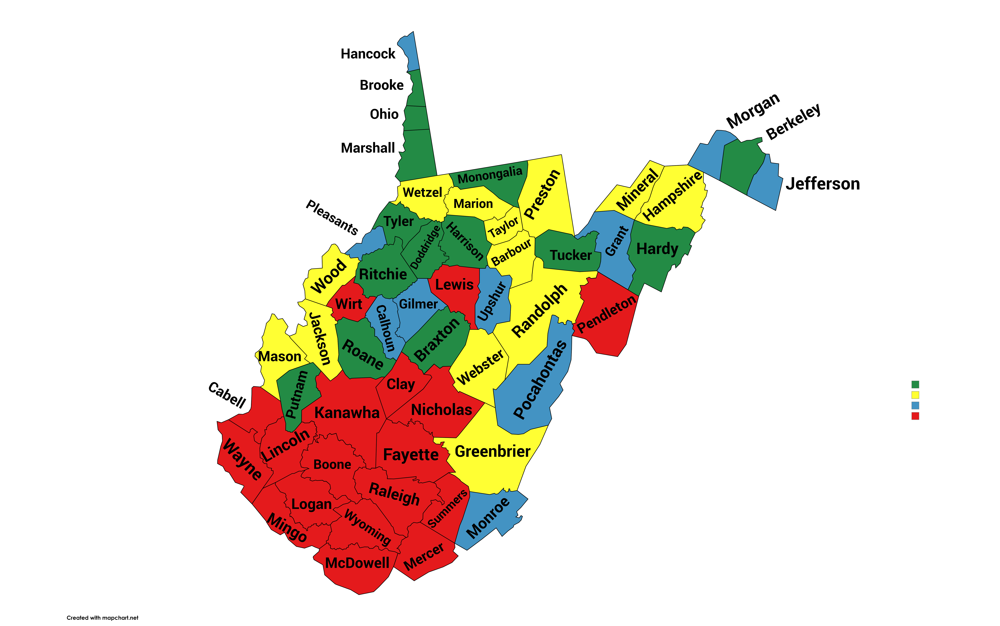 Hancock
Brooke
Ohio
Marshall
Morgan
Berkeley
Jefferson
Monongalia
Preston
Wetzel
Marion
Mineral
Hampshire
Pleasants
Tyler
Doddridge
Harrison
Taylor
Barbour
Tucker
Grant
Hardy
Wood
Ritchie
Lewis
Upshur
Wirt
Calhoun
Gilmer
Randolph
Pendleton
Jackson
Mason
Roane
Braxton
Webster
Pocahontas
Cabell
Putnam
Clay
Kanawha
Nicholas
Wayne
Lincoln
Boone
Fayette
Greenbrier
Logan
Raleigh
Summers
Monroe
Mingo
Wyoming
McDowell
Mercer
Created with mapchart.net